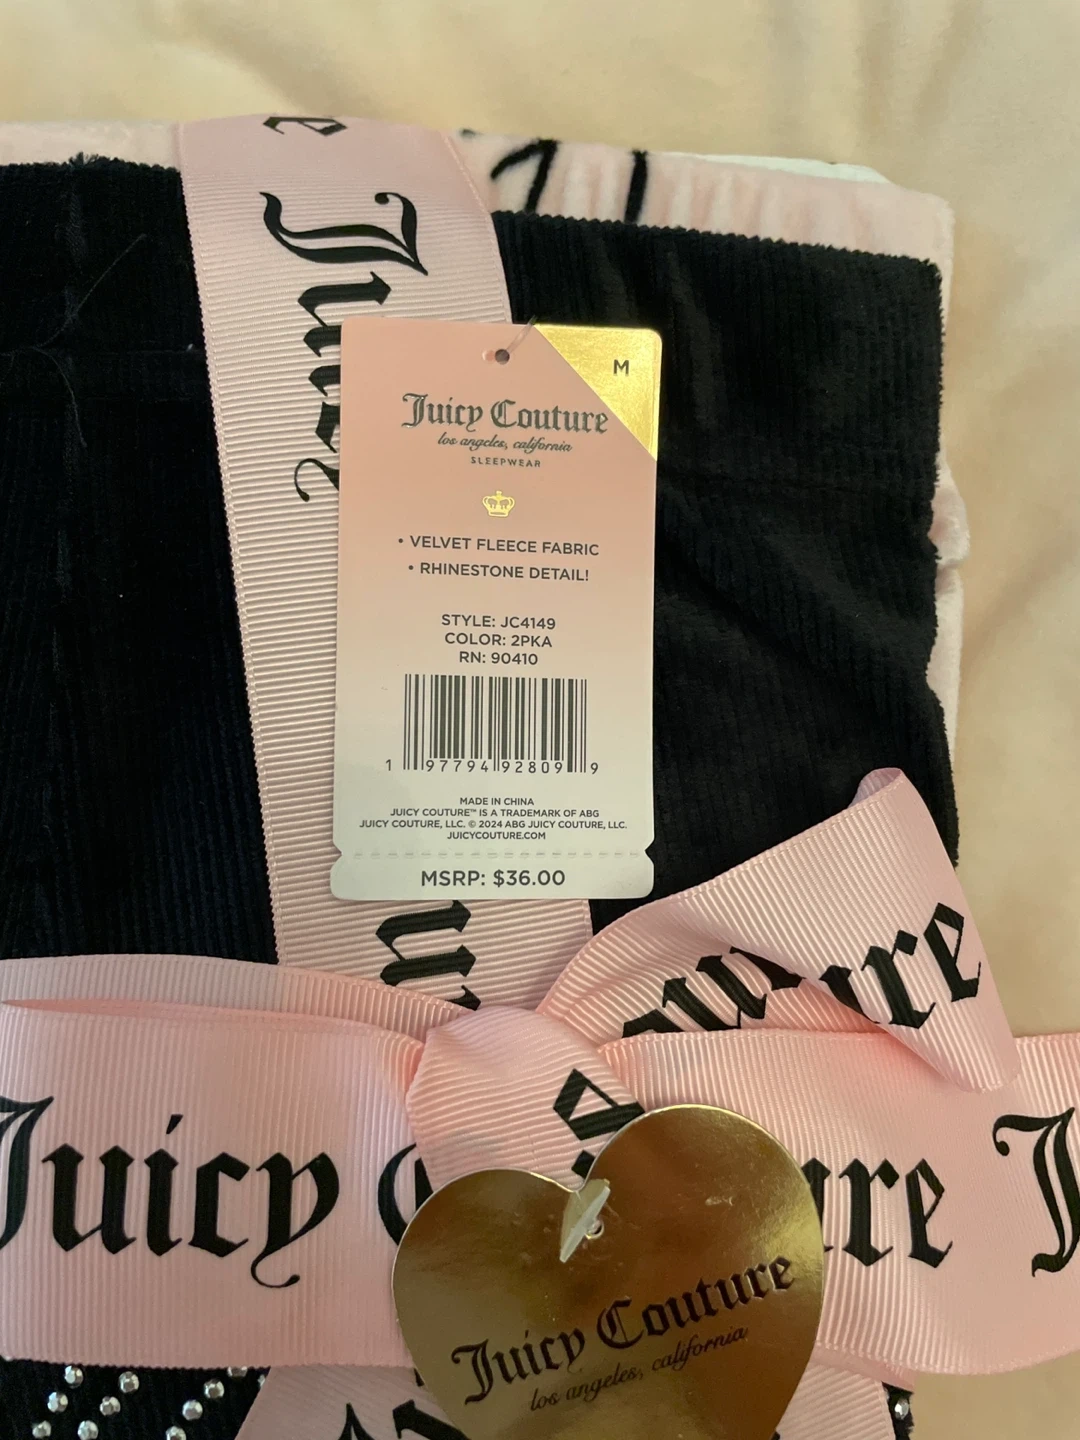 Juicy
M
Juicy Couture
los angeles, california
SLEEPWEAR
• VELVET FLEECE FABRIC
• RHINESTONE DETAIL!
STYLE: JC4149
COLOR: 2PKA
RN: 90410
1 97794 92809 9
MADE IN CHINA
JUICY COUTURE™ IS A TRADEMARK OF ABG
JUICY COUTURE, LLC. © 2024 ABG JUICY COUTURE, LLC.
JUICYCOUTURE.COM
MSRP: $36.00
Juicy
Juicy Couture
los angeles, california